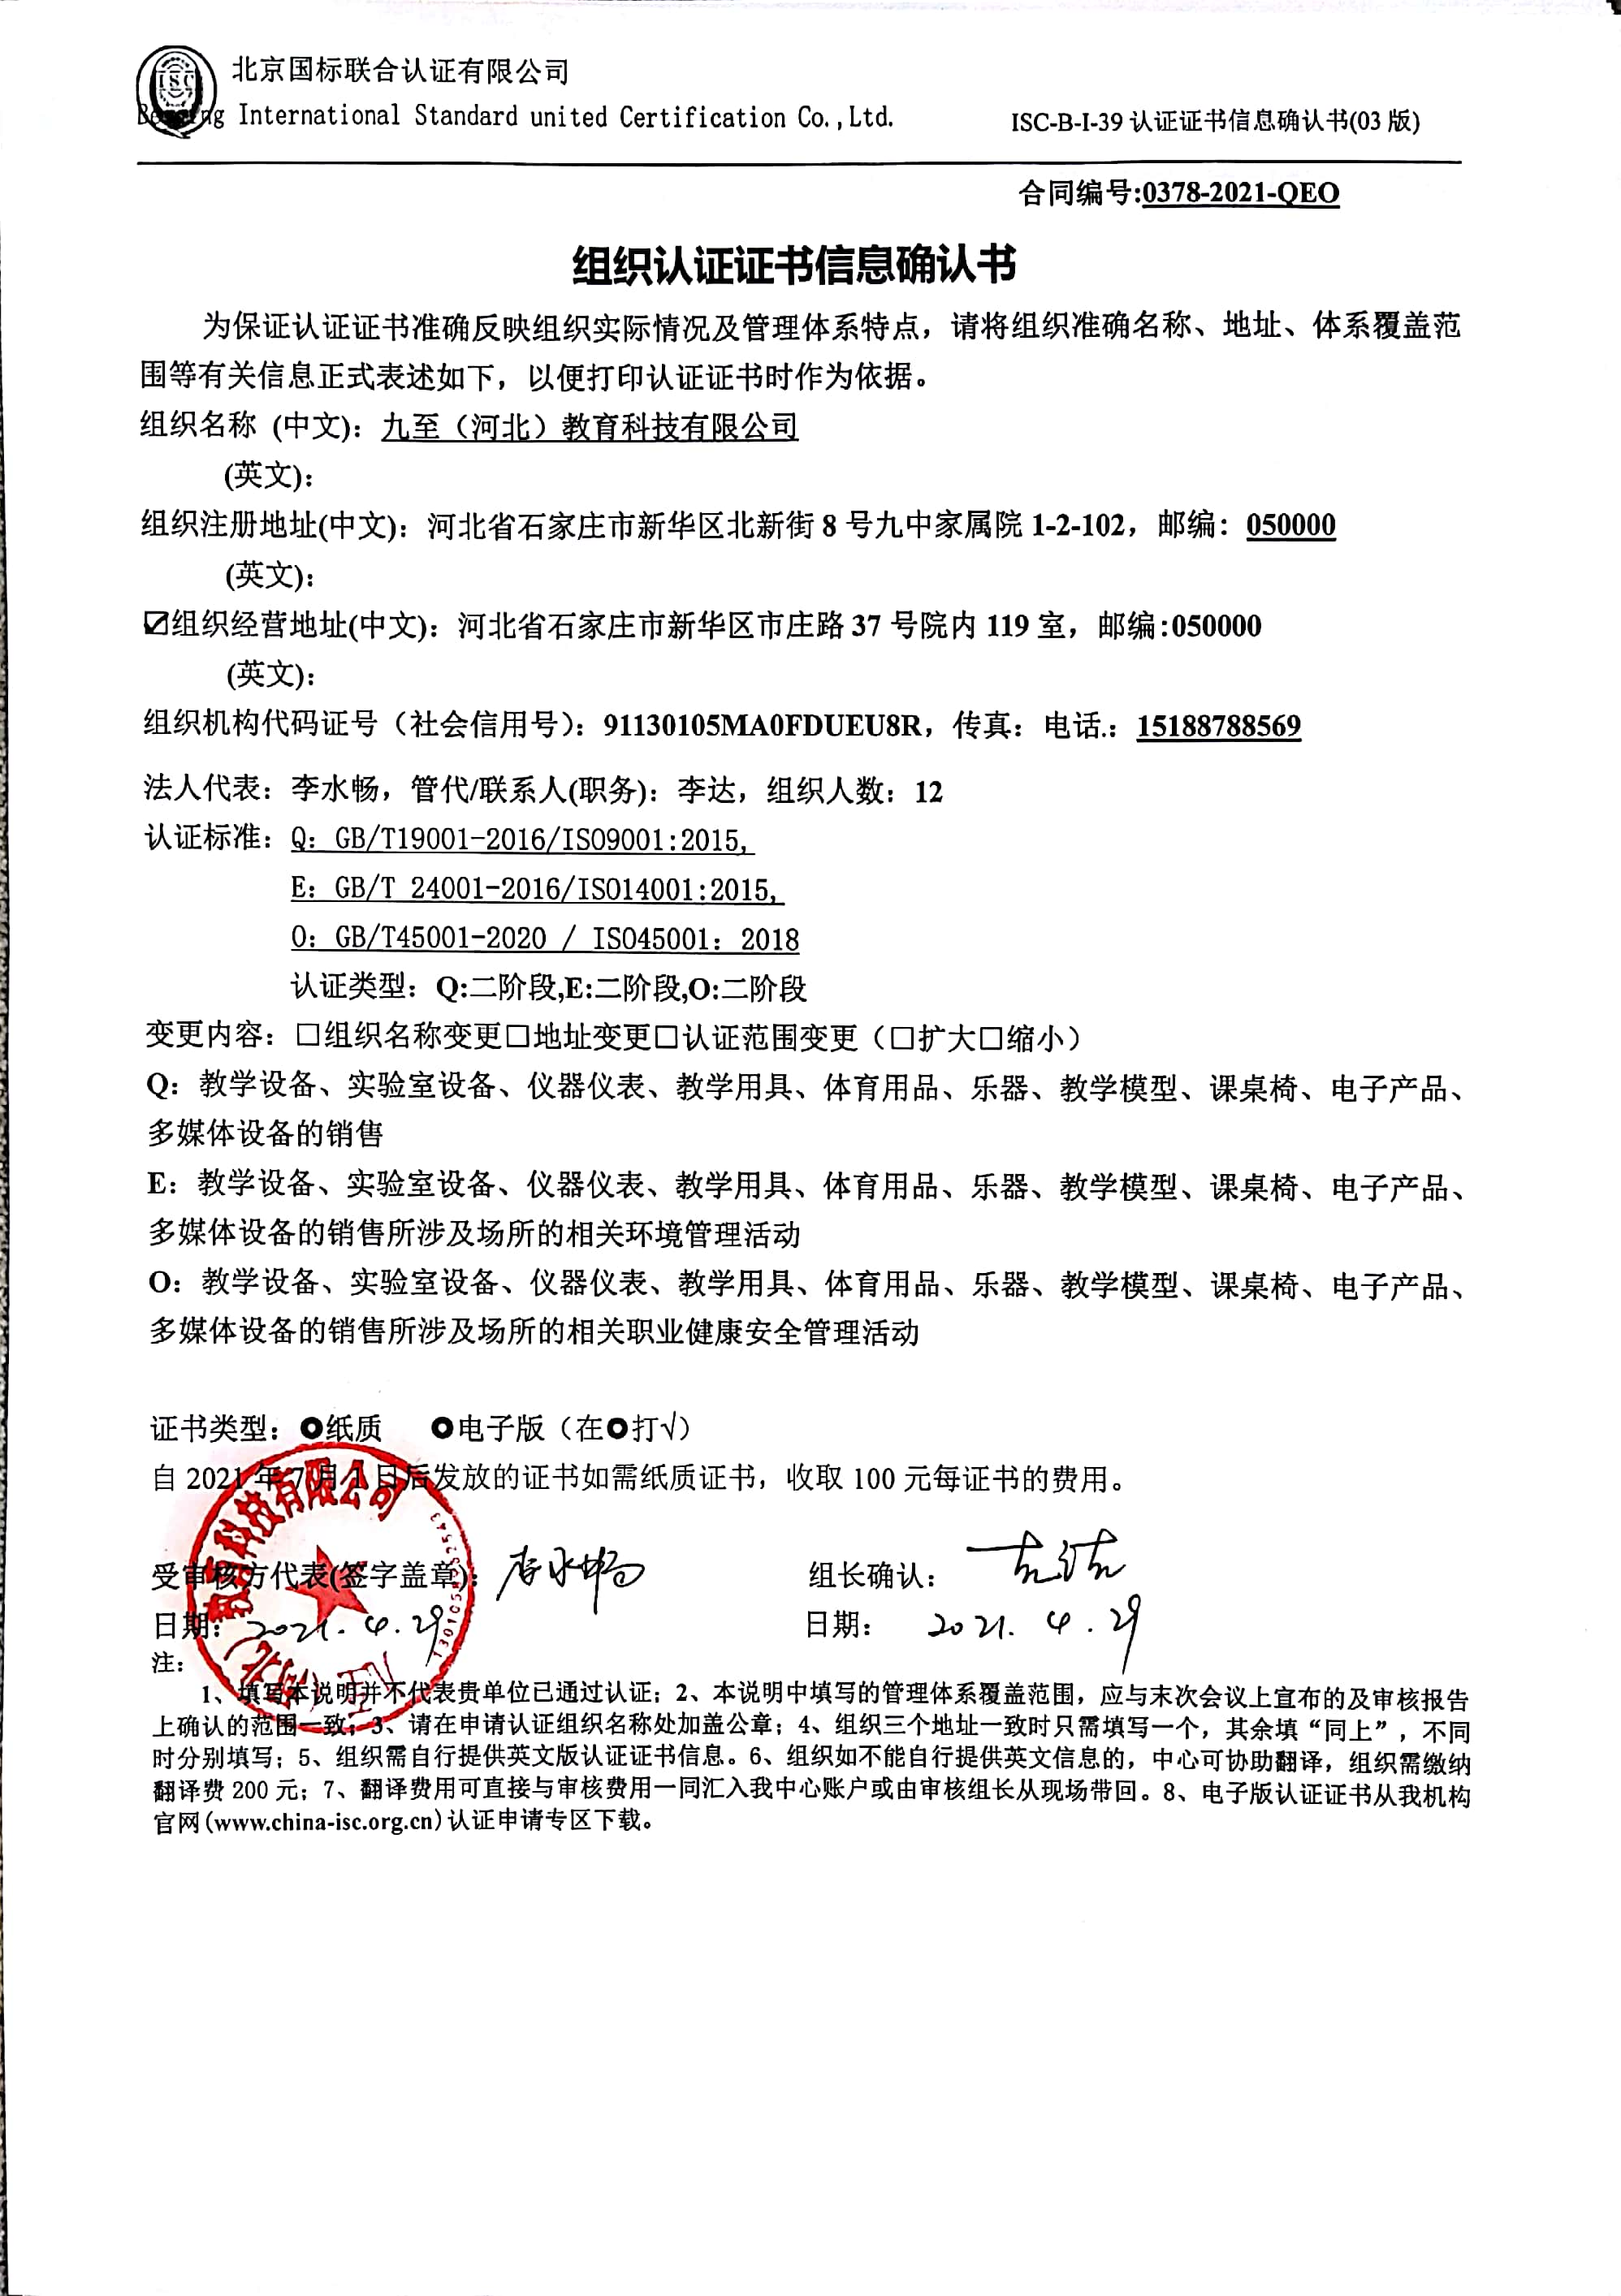 北京国标联合认证有限公司
Beijing International Standard united Certification Co.,Ltd.
ISC-B-I-39 认证证书信息确认书(03 版)
合同编号:0378-2021-QEO
组织认证证书信息确认书
为保证认证证书准确反映组织实际情况及管理体系特点，请将组织准确名称、地址、体系覆盖范
围等有关信息正式表述如下，以便打印认证证书时作为依据。
组织名称 (中文)：九至（河北）教育科技有限公司
(英文)：
组织注册地址(中文)：河北省石家庄市新华区北新街 8 号九中家属院 1-2-102，邮编：050000
(英文)：
☑组织经营地址(中文)：河北省石家庄市新华区市庄路 37 号院内 119 室，邮编:050000
(英文)：
组织机构代码证号（社会信用号）：91130105MA0FDUEU8R，传真：电话.：15188788569
法人代表：李水畅，管代/联系人(职务)：李达，组织人数：12
认证标准：Q：GB/T19001-2016/ISO9001:2015,
E：GB/T 24001-2016/ISO14001:2015,
O：GB/T45001-2020 / ISO45001：2018
认证类型：Q:二阶段,E:二阶段,O:二阶段
变更内容：□组织名称变更□地址变更□认证范围变更（□扩大□缩小）
Q：教学设备、实验室设备、仪器仪表、教学用具、体育用品、乐器、教学模型、课桌椅、电子产品、
多媒体设备的销售
E：教学设备、实验室设备、仪器仪表、教学用具、体育用品、乐器、教学模型、课桌椅、电子产品、
多媒体设备的销售所涉及场所的相关环境管理活动
O：教学设备、实验室设备、仪器仪表、教学用具、体育用品、乐器、教学模型、课桌椅、电子产品、
多媒体设备的销售所涉及场所的相关职业健康安全管理活动
证书类型：○纸质 ○电子版（在○打√）
自 2021 年 7 月 1 日后发放的证书如需纸质证书，收取 100 元每证书的费用。
受审核方代表(签字盖章)：李水畅 组长确认：
日期：2021.4.29 日期：2021.4.29
九至（河北）教育科技有限公司
注：
1、填写本说明并不代表贵单位已通过认证；2、本说明中填写的管理体系覆盖范围，应与末次会议上宣布的及审核报告
上确认的范围一致；3、请在申请认证组织名称处加盖公章；4、组织三个地址一致时只需填写一个，其余填“同上”，不同
时分别填写；5、组织需自行提供英文版认证证书信息。6、组织如不能自行提供英文信息的，中心可协助翻译，组织需缴纳
翻译费 200 元；7、翻译费用可直接与审核费用一同汇入我中心账户或由审核组长从现场带回。8、电子版认证证书从我机构
官网(www.china-isc.org.cn)认证申请专区下载。